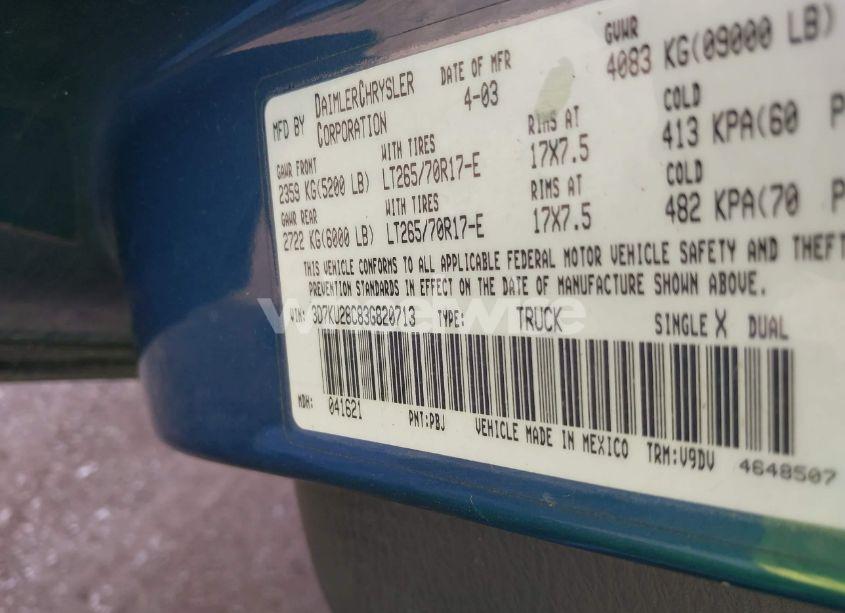 MFD BY DAIMLERCHRYSLER CORPORATION DATE OF MFR 4-03 GVWR 4083 KG(09000 LB)
GAWR FRONT WITH TIRES RIMS AT COLD
2359 KG(5200 LB) LT265/70R17-E 17X7.5 413 KPA(60 P
GAWR REAR WITH TIRES RIMS AT COLD
2722 KG(6000 LB) LT265/70R17-E 17X7.5 482 KPA(70 P
THIS VEHICLE CONFORMS TO ALL APPLICABLE FEDERAL MOTOR VEHICLE SAFETY AND THEFT
PREVENTION STANDARDS IN EFFECT ON THE DATE OF MANUFACTURE SHOWN ABOVE.
VIN: 3D7KU28C83G820713 TYPE: TRUCK SINGLE X DUAL
MDH: 041621 PNT:PBJ VEHICLE MADE IN MEXICO TRM:V9DV 4648507